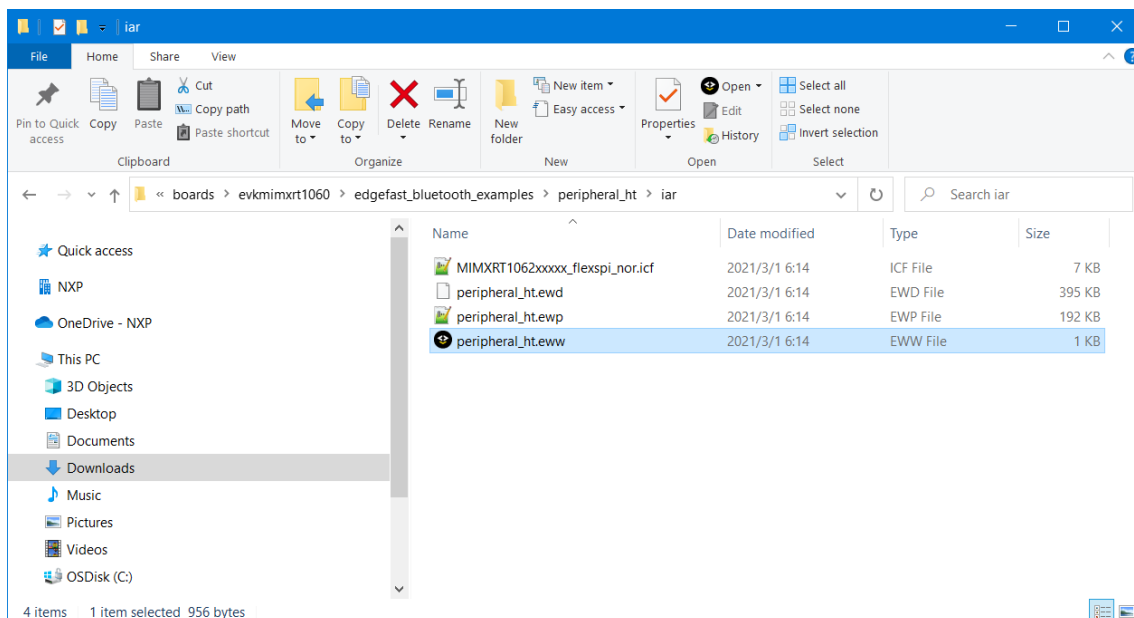 iar
File Home Share View
Pin to Quick access
Copy
Paste
Cut
Copy path
Paste shortcut
Move to
Copy to
Delete
Rename
New folder
New item
Easy access
Properties
Open
Edit
History
Select all
Select none
Invert selection
Clipboard Organize New Open Select
« boards > evkmimxrt1060 > edgefast_bluetooth_examples > peripheral_ht > iar
Search iar
Name Date modified Type Size
MIMXRT1062xxxxx_flexspi_nor.icf 2021/3/1 6:14 ICF File 7 KB
peripheral_ht.ewd 2021/3/1 6:14 EWD File 395 KB
peripheral_ht.ewp 2021/3/1 6:14 EWP File 192 KB
peripheral_ht.eww 2021/3/1 6:14 EWW File 1 KB
Quick access
NXP
OneDrive - NXP
This PC
3D Objects
Desktop
Documents
Downloads
Music
Pictures
Videos
OSDisk (C:)
4 items 1 item selected 956 bytes